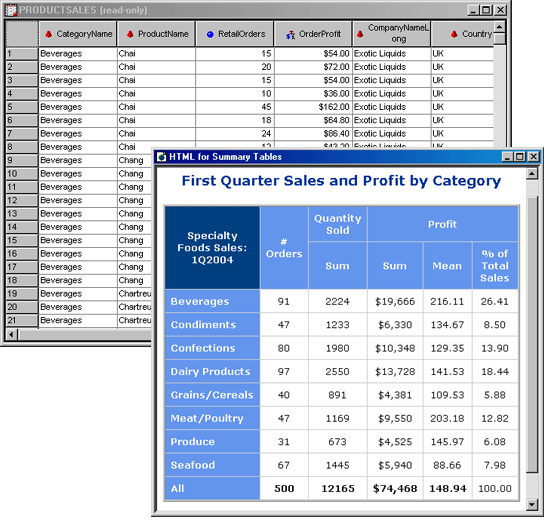 PRODUCTSALES (read-only)
CategoryName ProductName RetailOrders OrderProfit CompanyNameLong Country
1 Beverages Chai 15 $54.00 Exotic Liquids UK
2 Beverages Chai 20 $72.00 Exotic Liquids UK
3 Beverages Chai 15 $54.00 Exotic Liquids UK
4 Beverages Chai 10 $36.00 Exotic Liquids UK
5 Beverages Chai 45 $162.00 Exotic Liquids UK
6 Beverages Chai 18 $64.80 Exotic Liquids UK
7 Beverages Chai 24 $86.40 Exotic Liquids UK
8 Beverages Chai 12 $43.20 Exotic Liquids UK
9 Beverages Chang
10 Beverages Chang
11 Beverages Chang
12 Beverages Chang
13 Beverages Chang
14 Beverages Chang
15 Beverages Chang
16 Beverages Chang
17 Beverages Chang
18 Beverages Chang
19 Beverages Chartreu
20 Beverages Chartreu
21 Beverages Chartreu
HTML for Summary Tables
First Quarter Sales and Profit by Category
Specialty Foods Sales: 1Q2004 # Orders Quantity Sold Profit
Sum Sum Mean % of Total Sales
Beverages 91 2224 $19,666 216.11 26.41
Condiments 47 1233 $6,330 134.67 8.50
Confections 80 1980 $10,348 129.35 13.90
Dairy Products 97 2550 $13,728 141.53 18.44
Grains/Cereals 40 891 $4,381 109.53 5.88
Meat/Poultry 47 1169 $9,550 203.18 12.82
Produce 31 673 $4,525 145.97 6.08
Seafood 67 1445 $5,940 88.66 7.98
All 500 12165 $74,468 148.94 100.00